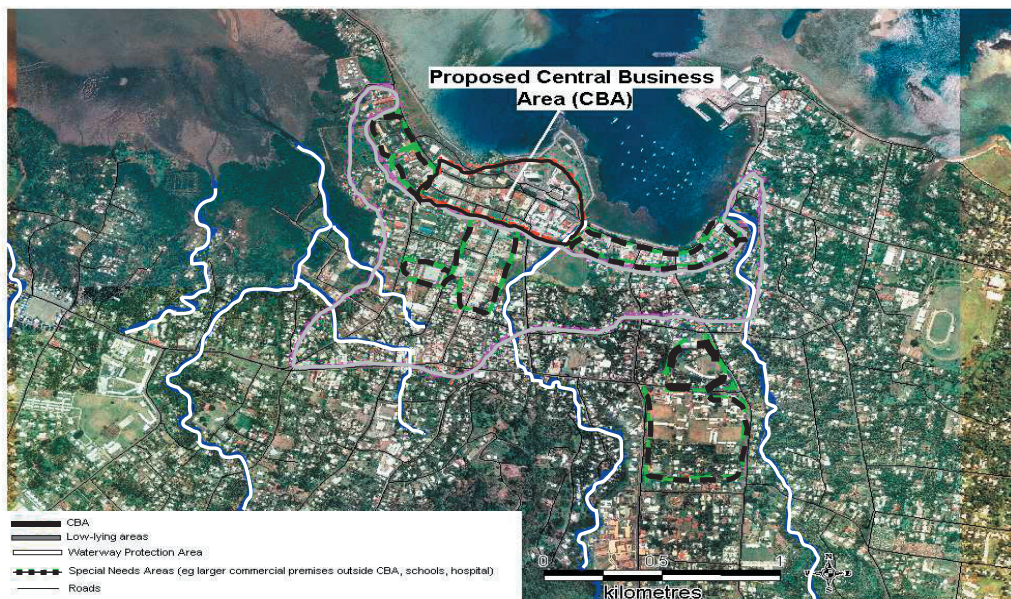 Proposed Central Business
Area (CBA)
CBA
Low-lying areas
Waterway Protection Area
Special Needs Areas (eg larger commercial premises outside CBA, schools, hospital)
Roads
0 0.5 1
kilometres
N
W E
S